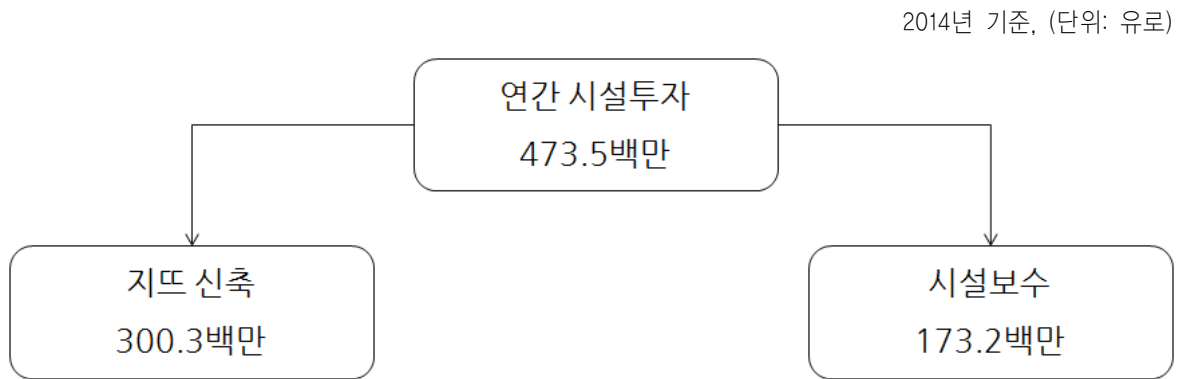 2014년 기준, (단위: 유로)
연간 시설투자
473.5백만
지뜨 신축
300.3백만
시설보수
173.2백만